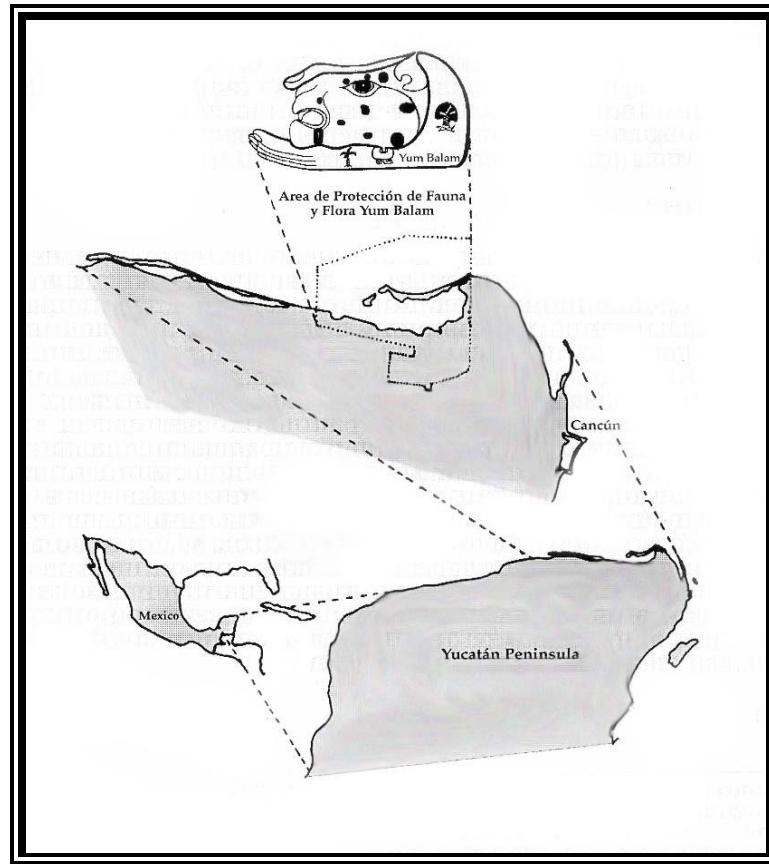 Yum Balam
Area de Protección de Fauna
y Flora Yum Balam
Cancún
Mexico
Yucatán Peninsula